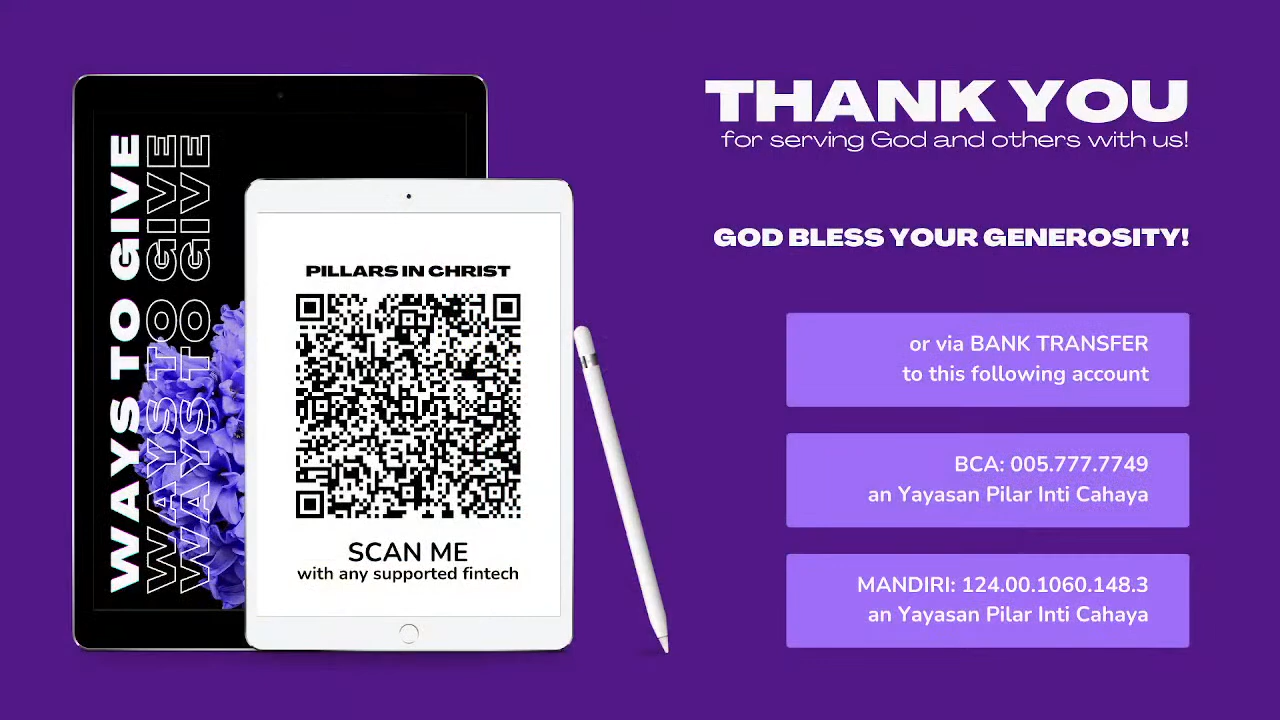 WAYS TO GIVE
WAYS TO GIVE
WAYS TO GIVE
PILLARS IN CHRIST
SCAN ME
with any supported fintech
THANK YOU
for serving God and others with us!
GOD BLESS YOUR GENEROSITY!
or via BANK TRANSFER
to this following account
BCA: 005.777.7749
an Yayasan Pilar Inti Cahaya
MANDIRI: 124.00.1060.148.3
an Yayasan Pilar Inti Cahaya